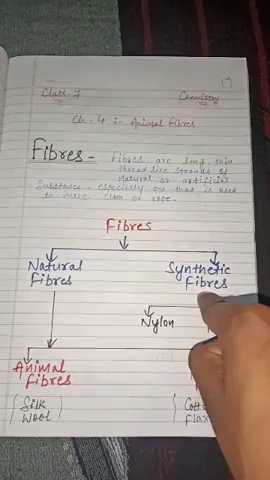 Class 7
Chemistry
Ch - 4 :- Animal Fibres
Fibres - Fibres are long, thin
thread like strands of
natural or artificial
Substance, especially one that is used
to make cloth or rope.
Fibres
Natural Fibres
Synthetic Fibres
Nylon
Animal Fibres
( Silk
Wool )
( 
Flax